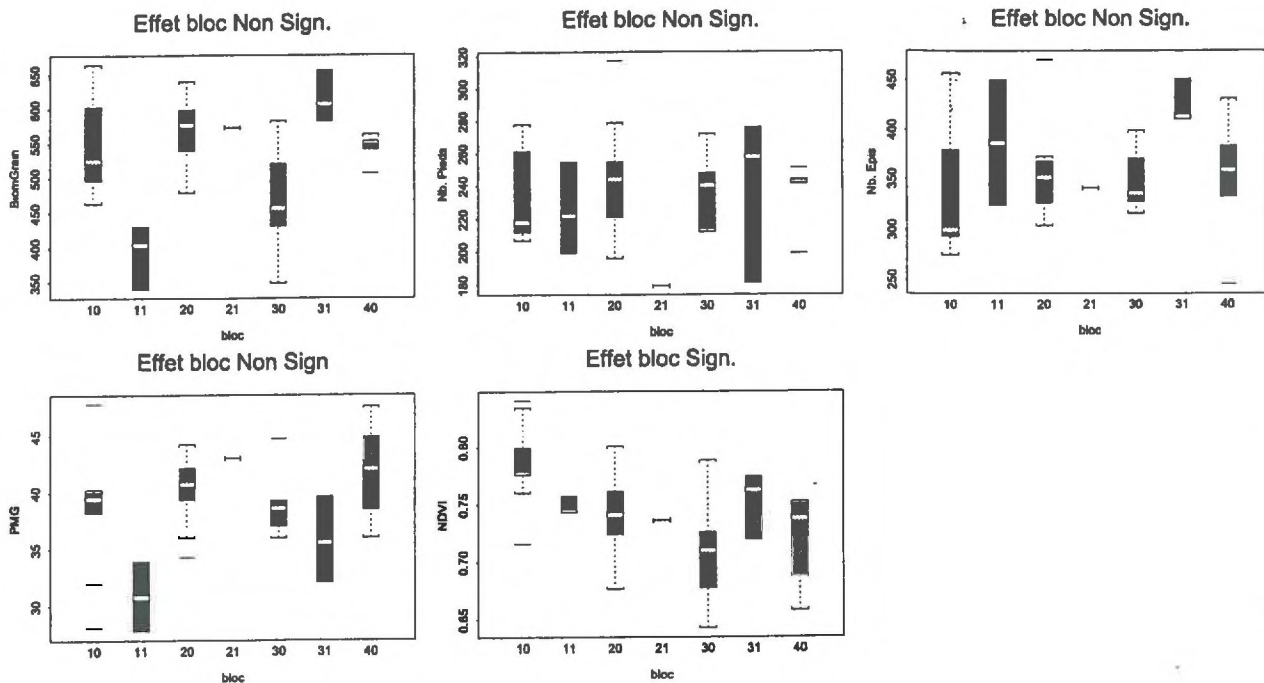 Effet bloc Non Sign.
BiomGrain
650
600
550
500
450
400
350
10 11 20 21 30 31 40
bloc
Effet bloc Non Sign.
Nb. Pieds
320
300
280
260
240
220
200
180
10 11 20 21 30 31 40
bloc
Effet bloc Non Sign.
Nb. Epis
450
400
350
300
250
10 11 20 21 30 31 40
bloc
Effet bloc Non Sign
PMG
45
40
35
30
10 11 20 21 30 31 40
bloc
Effet bloc Sign.
NDVI
0.80
0.75
0.70
0.65
10 11 20 21 30 31 40
bloc